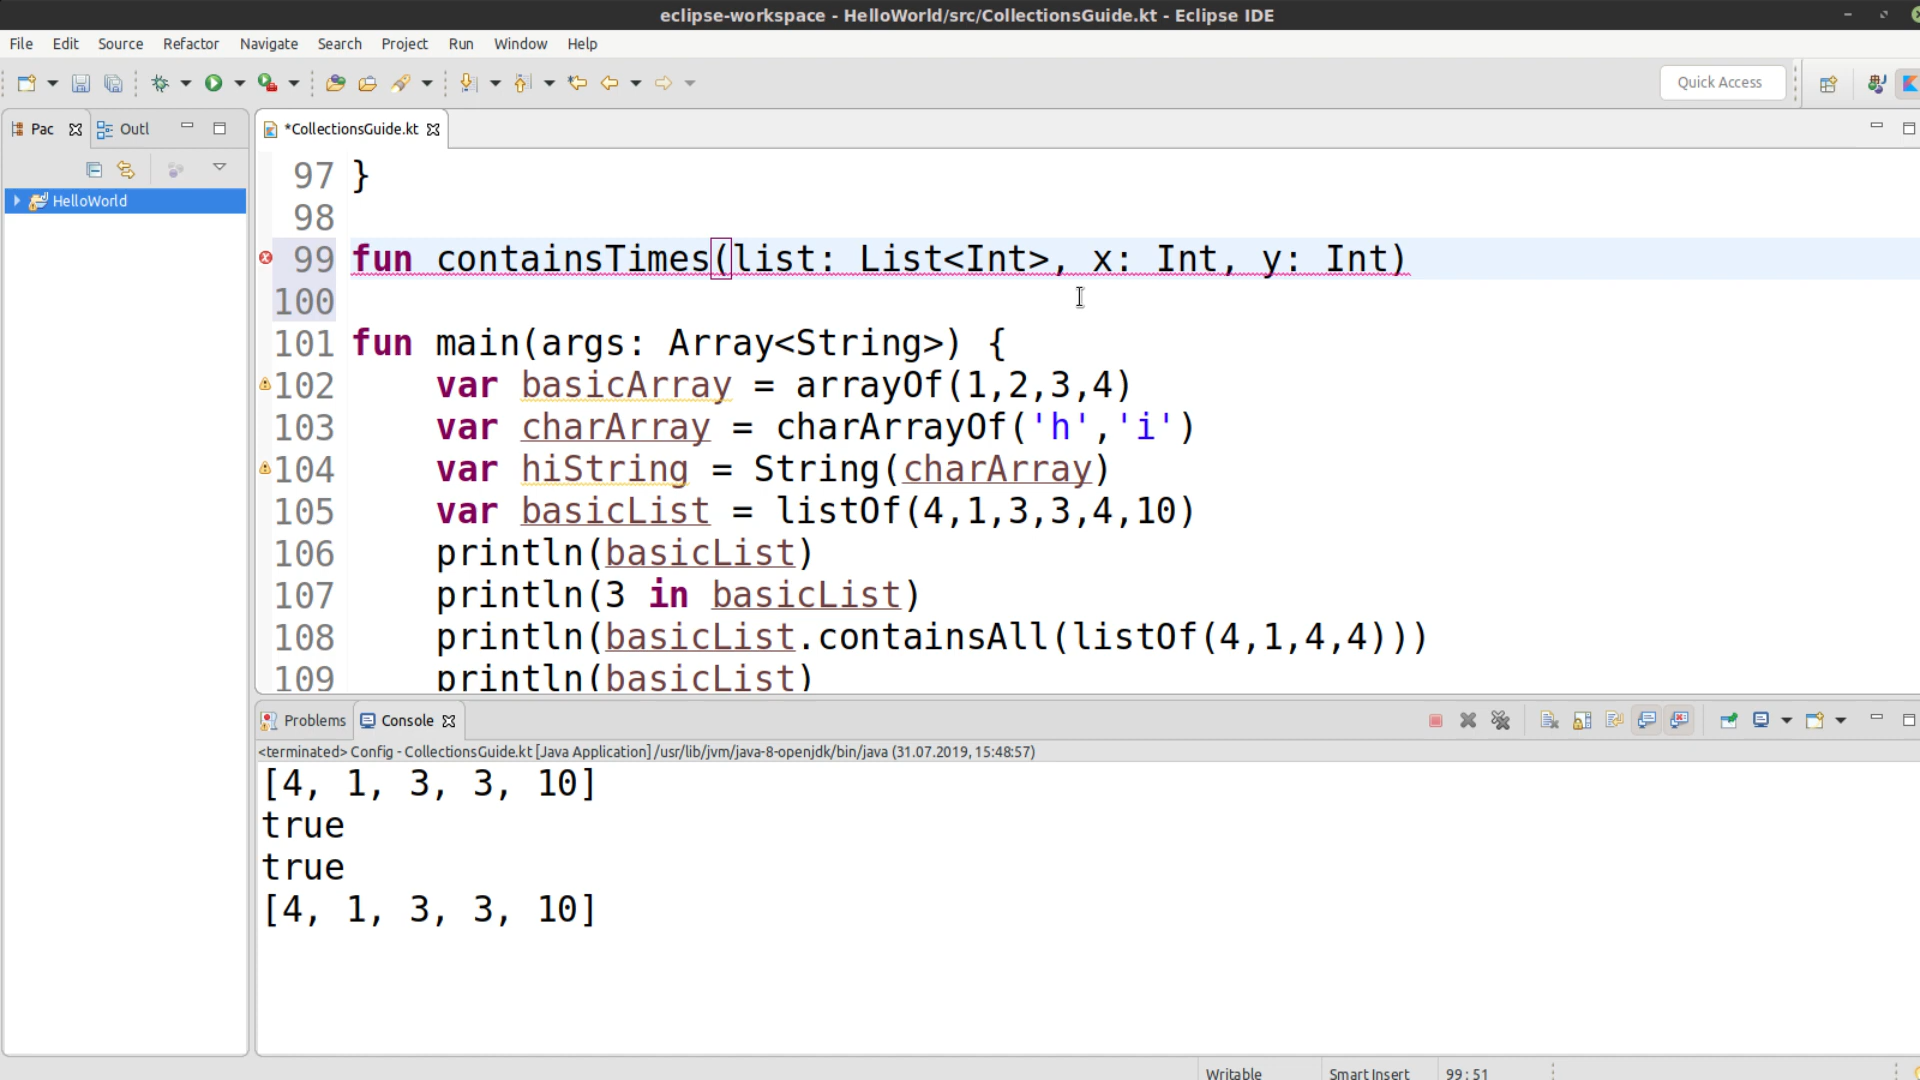 eclipse-workspace - HelloWorld/src/CollectionsGuide.kt - Eclipse IDE
File Edit Source Refactor Navigate Search Project Run Window Help
Quick Access
Pac Outl *CollectionsGuide.kt
HelloWorld
97 }
98
99 fun containsTimes(list: List<Int>, x: Int, y: Int)
100
101 fun main(args: Array<String>) {
102 var basicArray = arrayOf(1,2,3,4)
103 var charArray = charArrayOf('h','i')
104 var hiString = String(charArray)
105 var basicList = listOf(4,1,3,3,4,10)
106 println(basicList)
107 println(3 in basicList)
108 println(basicList.containsAll(listOf(4,1,4,4)))
109 println(basicList)
Problems Console
<terminated> Config - CollectionsGuide.kt [Java Application] /usr/lib/jvm/java-8-openjdk/bin/java (31.07.2019, 15:48:57)
[4, 1, 3, 3, 10]
true
true
[4, 1, 3, 3, 10]
Writable Smart Insert 99:51